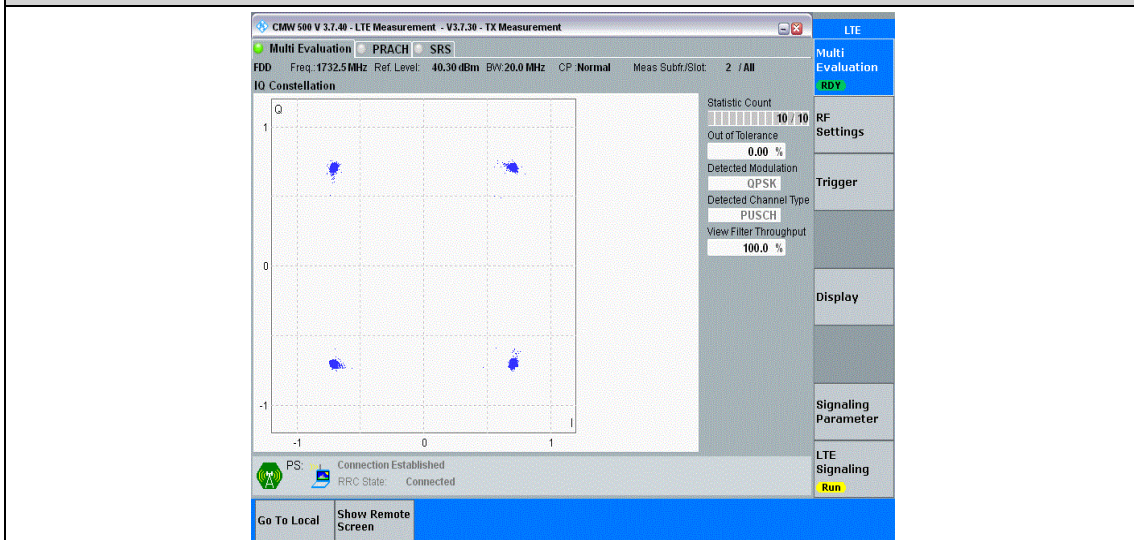 CMW 500 V 3.7.40 - LTE Measurement - V3.7.30 - TX Measurement
LTE
Multi Evaluation PRACH SRS
Multi
Evaluation
RDY
FDD Freq.:1732.5 MHz Ref. Level: 40.30 dBm BW:20.0 MHz CP :Normal Meas Subfr./Slot: 2 / All
IQ Constellation
Q
1
0
-1
I
-1 0 1
Statistic Count
10 / 10
Out of Tolerance
0.00 %
Detected Modulation
QPSK
Detected Channel Type
PUSCH
View Filter Throughput
100.0 %
RF
Settings
Trigger
Display
Signaling
Parameter
LTE
Signaling
Run
PS: Connection Established
RRC State: Connected
Go To Local
Show Remote
Screen